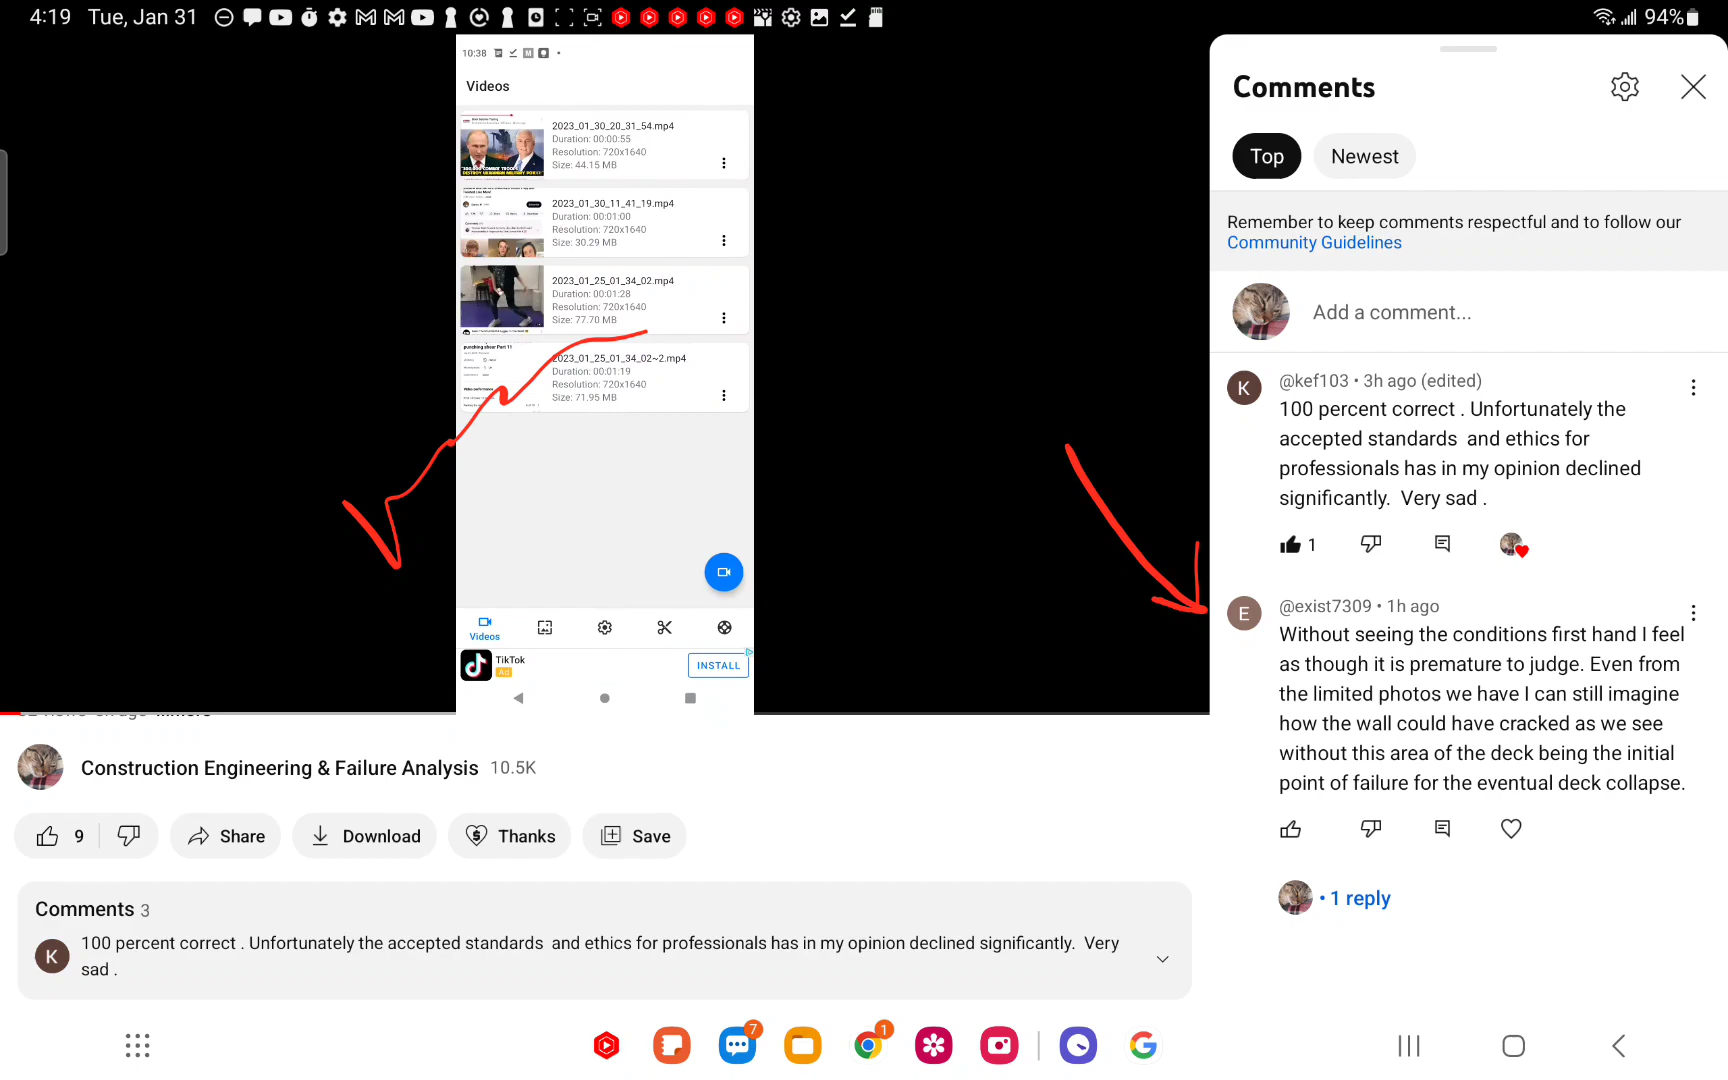 4:19 Tue, Jan 31
94%
10:38
Videos
2023_01_30_20_31_54.mp4
Duration: 00:00:55
Resolution: 720x1640
Size: 44.15 MB
2023_01_30_11_41_19.mp4
Duration: 00:01:00
Resolution: 720x1640
Size: 30.29 MB
2023_01_25_01_34_02.mp4
Duration: 00:01:28
Resolution: 720x1640
Size: 77.70 MB
punching shear Part 11
2023_01_25_01_34_02~2.mp4
Duration: 00:01:19
Resolution: 720x1640
Size: 71.95 MB
Videos
TikTok
Ad
INSTALL
Construction Engineering & Failure Analysis 10.5K
9
Share
Download
Thanks
Save
Comments 3
K
100 percent correct . Unfortunately the accepted standards and ethics for professionals has in my opinion declined significantly. Very
sad .
Comments
Top
Newest
Remember to keep comments respectful and to follow our
Community Guidelines
Add a comment...
K
@kef103 • 3h ago (edited)
100 percent correct . Unfortunately the
accepted standards and ethics for
professionals has in my opinion declined
significantly. Very sad .
1
E
@exist7309 • 1h ago
Without seeing the conditions first hand I feel
as though it is premature to judge. Even from
the limited photos we have I can still imagine
how the wall could have cracked as we see
without this area of the deck being the initial
point of failure for the eventual deck collapse.
• 1 reply
7
1